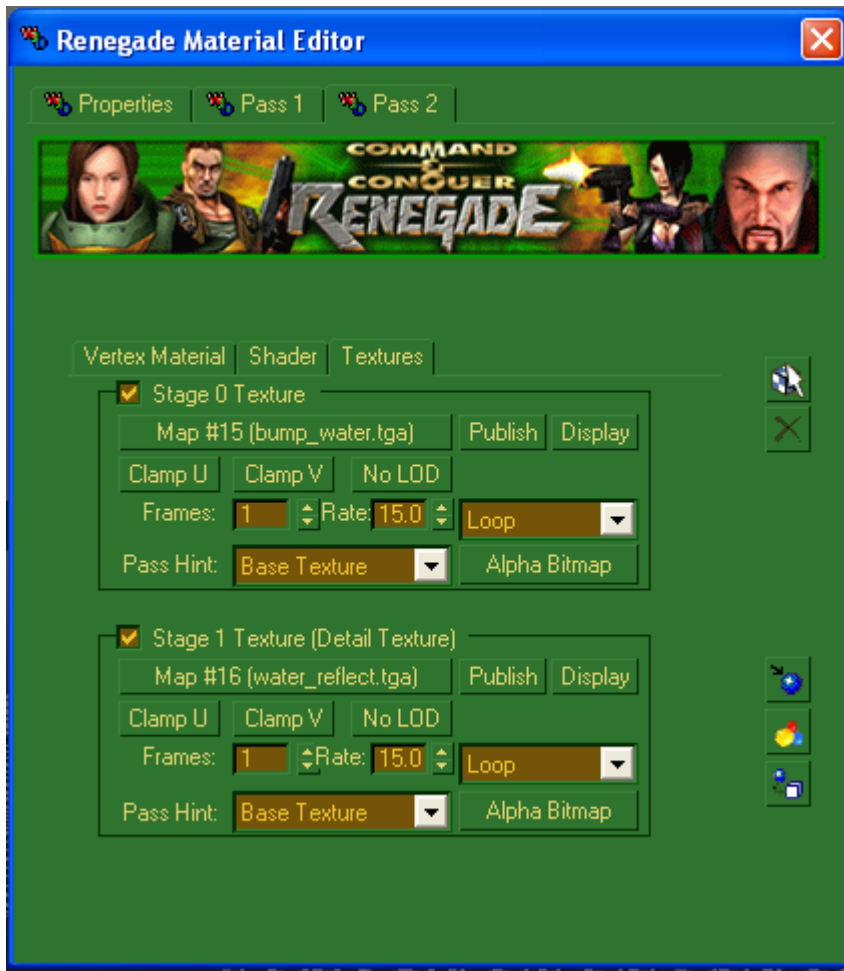 Renegade Material Editor
Properties Pass 1 Pass 2
COMMAND
&
CONQUER
RENEGADE
Vertex Material Shader Textures
Stage 0 Texture
Map #15 (bump_water.tga) Publish Display
Clamp U Clamp V No LOD
Frames: 1 Rate: 15.0 Loop
Pass Hint: Base Texture Alpha Bitmap
Stage 1 Texture (Detail Texture)
Map #16 (water_reflect.tga) Publish Display
Clamp U Clamp V No LOD
Frames: 1 Rate: 15.0 Loop
Pass Hint: Base Texture Alpha Bitmap